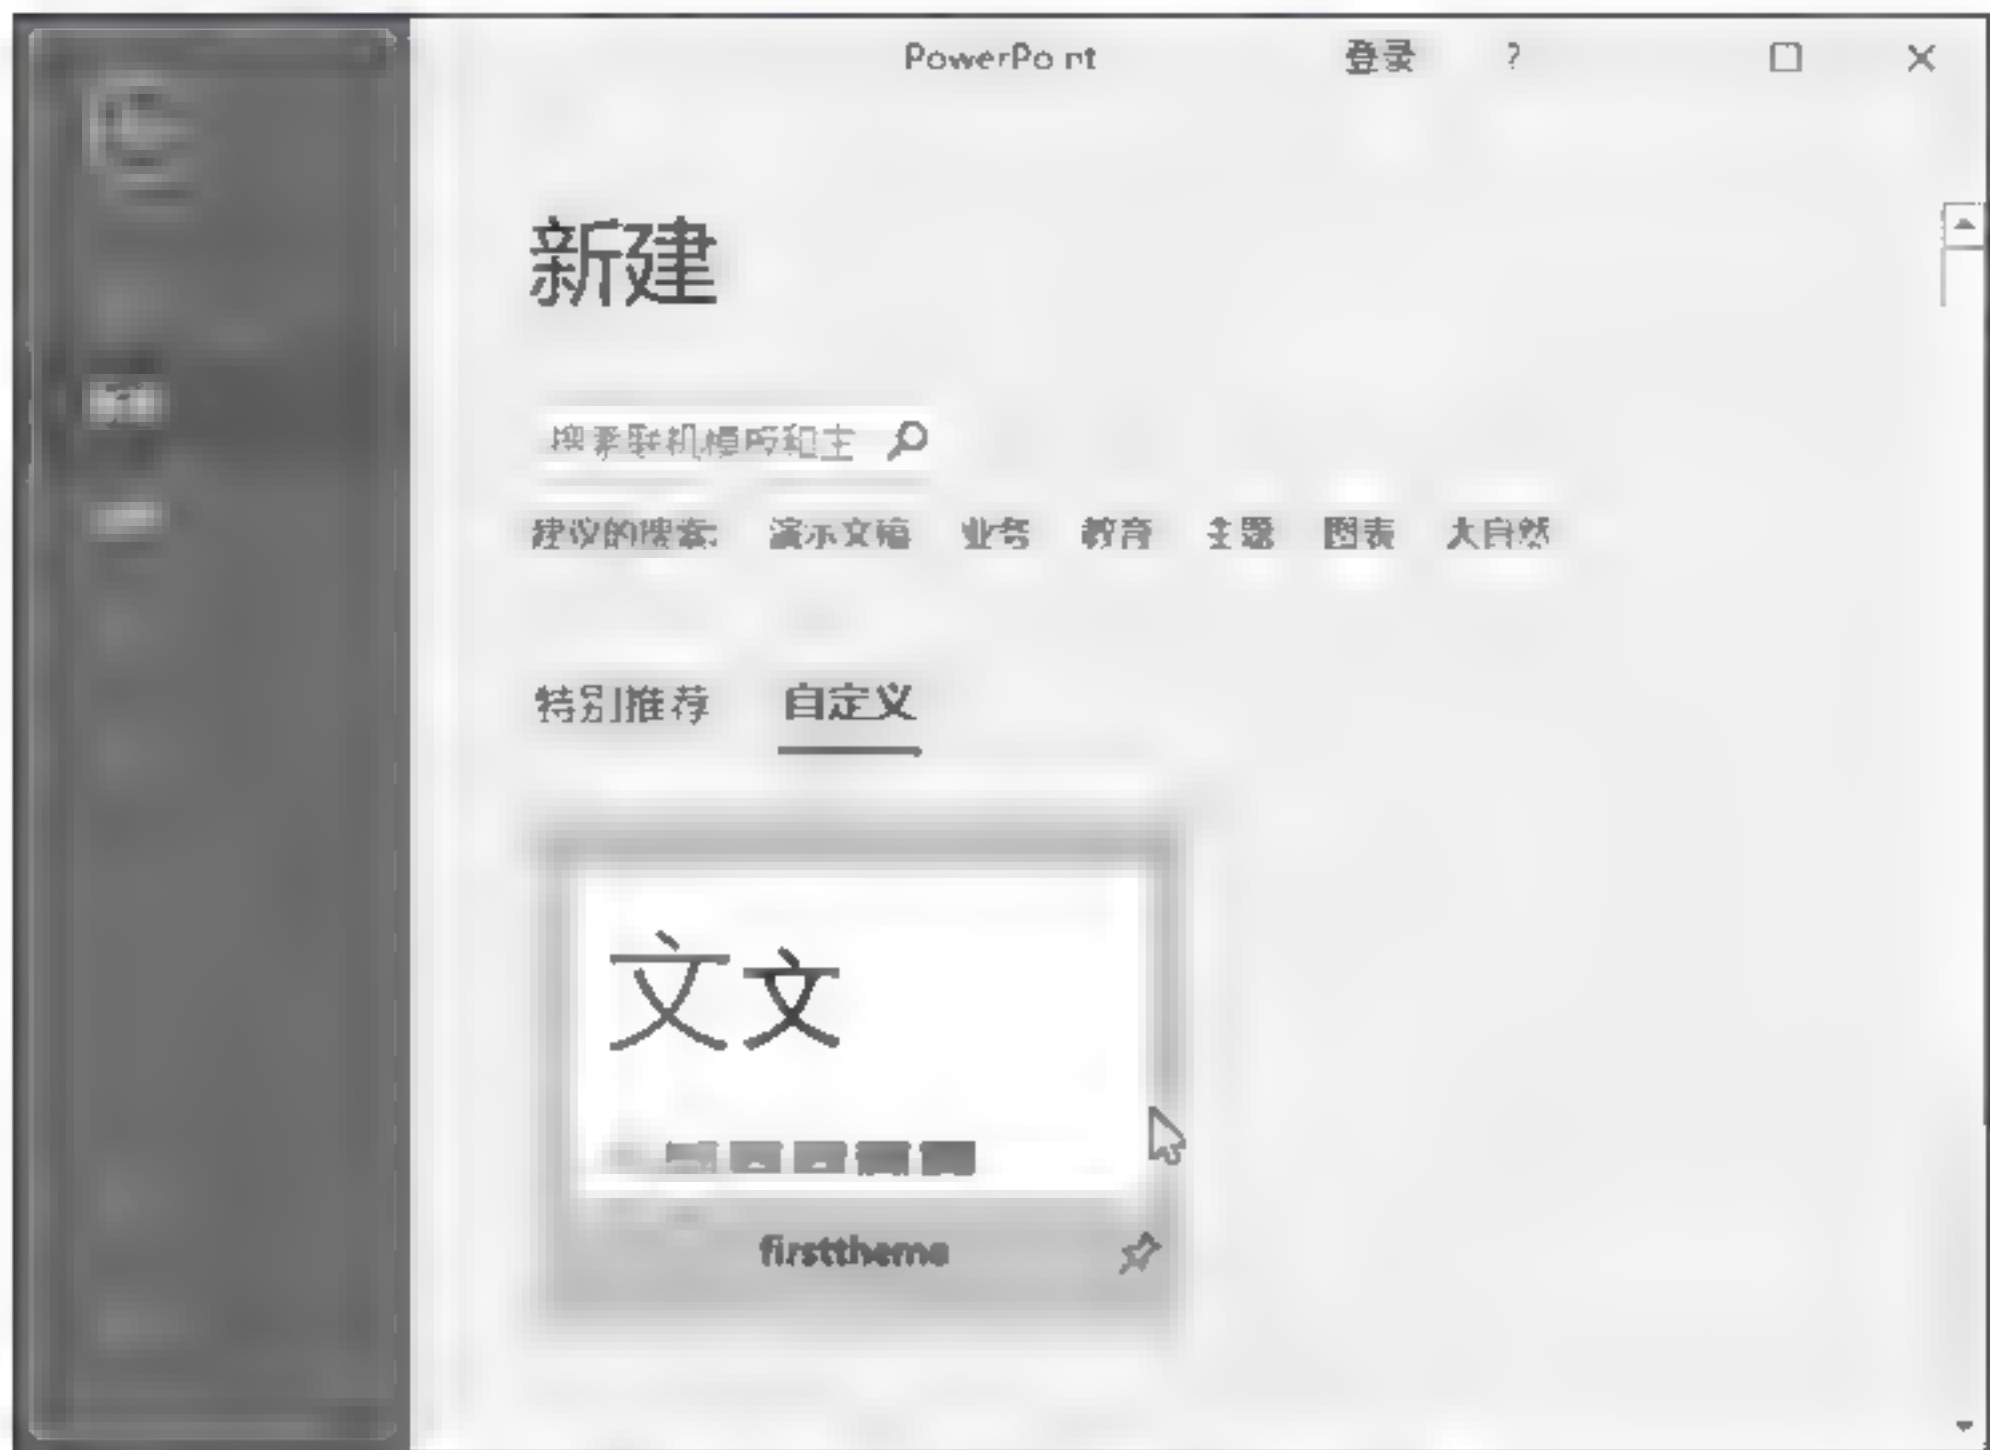 PowerPoint 登录 ?
新建
搜索联机模板和主
建议的搜索: 演示文稿 业务 教育 主题 图表 大自然
特别推荐 自定义
文文
firsttheme